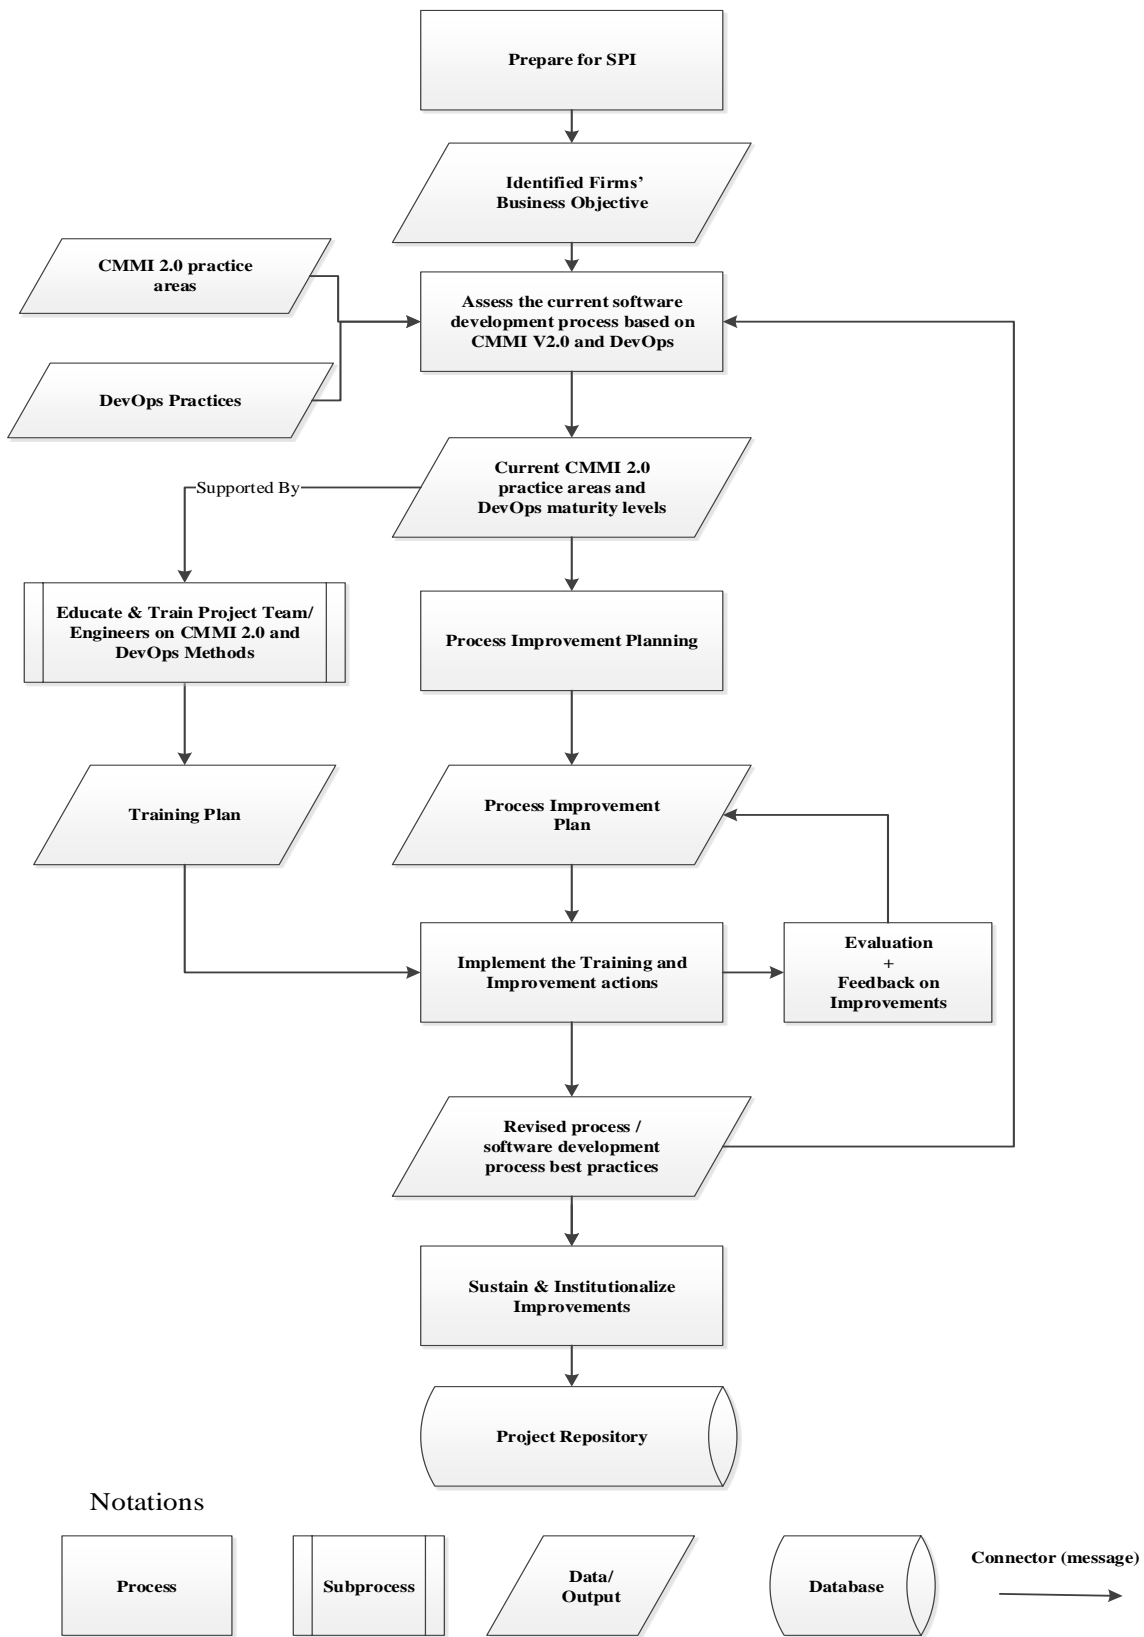 Prepare for SPI
Identified Firms’
Business Objective
CMMI 2.0 practice
areas
Assess the current software
development process based on
CMMI V2.0 and DevOps
DevOps Practices
Current CMMI 2.0
practice areas and
DevOps maturity levels
Supported By
Educate & Train Project Team/
Engineers on CMMI 2.0 and
DevOps Methods
Process Improvement Planning
Training Plan
Process Improvement
Plan
Implement the Training and
Improvement actions
Evaluation
+
Feedback on
Improvements
Revised process /
software development
process best practices
Sustain & Institutionalize
Improvements
Project Repository
Notations
Process
Subprocess
Data/
Output
Database
Connector (message)